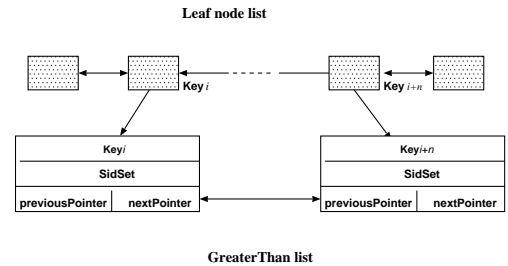 Leaf node list
Key i
Key i+n
Keyi
Keyi+n
SidSet
SidSet
previousPointer nextPointer
previousPointer nextPointer
GreaterThan list